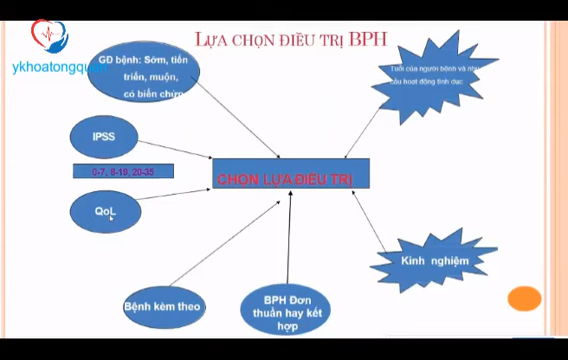 LỰA CHỌN ĐIỀU TRỊ BPH
ykhoatongqu
GĐ bệnh: Sớm, tiến
triển, muộn,
có biến chứn
Tuổi của người bệnh và nhu
cầu hoạt động tình dục
IPSS
0-7, 8-19, 20-35
CHỌN LỰA ĐIỀU TRỊ
QoL
Kinh nghiệm
Bệnh kèm theo
BPH Đơn
thuần hay kết
hợp